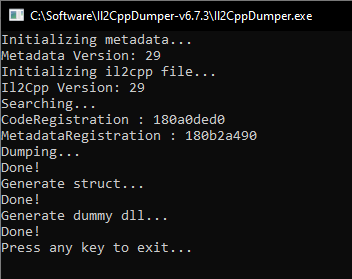 C:\Software\Il2CppDumper-v6.7.3\Il2CppDumper.exe
Initializing metadata...
Metadata Version: 29
Initializing il2cpp file...
Il2Cpp Version: 29
Searching...
CodeRegistration : 180a0ded0
MetadataRegistration : 180b2a490
Dumping...
Done!
Generate struct...
Done!
Generate dummy dll...
Done!
Press any key to exit...